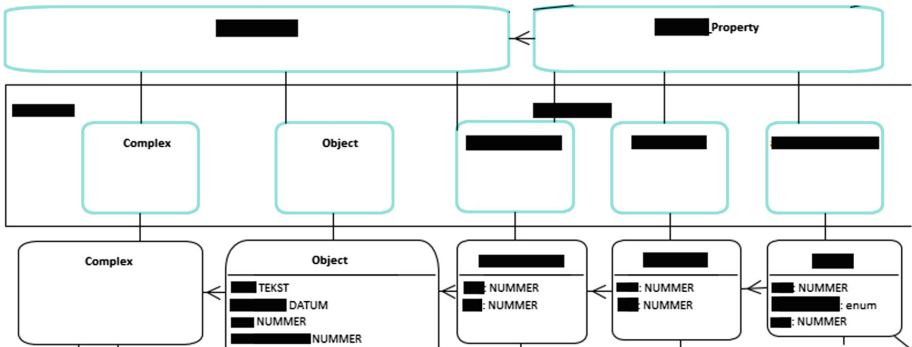 _Property
Complex
Object
Complex
Object
TEKST
DATUM
NUMMER
NUMMER
: NUMMER
: NUMMER
: NUMMER
: NUMMER
: NUMMER
: enum
: NUMMER